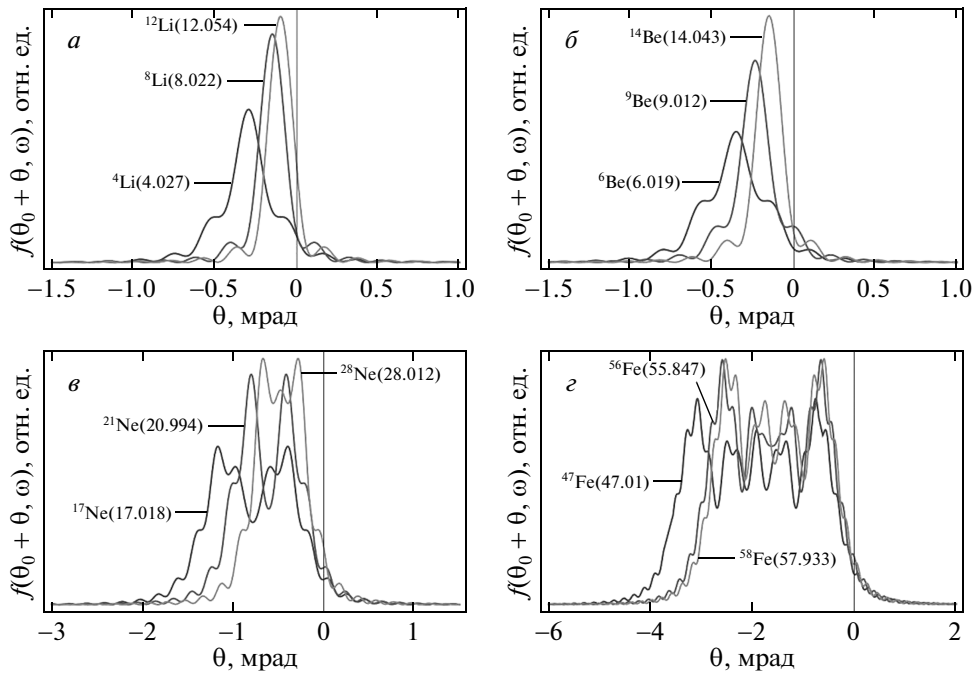 а
¹²Li(12.054)
⁸Li(8.022)
⁴Li(4.027)
f(θ₀ + θ, ω), отн. ед.
−1.5 −1.0 −0.5 0 0.5 1.0
θ, мрад
б
¹⁴Be(14.043)
⁹Be(9.012)
⁶Be(6.019)
f(θ₀ + θ, ω), отн. ед.
−1.5 −1.0 −0.5 0 0.5 1.0
θ, мрад
в
²⁸Ne(28.012)
²¹Ne(20.994)
¹⁷Ne(17.018)
f(θ₀ + θ, ω), отн. ед.
−3 −2 −1 0 1
θ, мрад
г
⁵⁶Fe(55.847)
⁴⁷Fe(47.01)
⁵⁸Fe(57.933)
f(θ₀ + θ, ω), отн. ед.
−6 −4 −2 0 2
θ, мрад